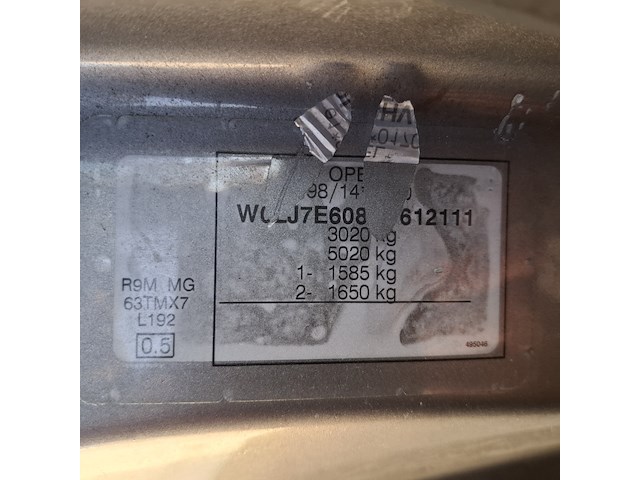 OPE
98/14
W0LJ7E608 612111
3020 kg
5020 kg
1- 1585 kg
2- 1650 kg
R9M MG
63TMX7
L192
0.5
495046